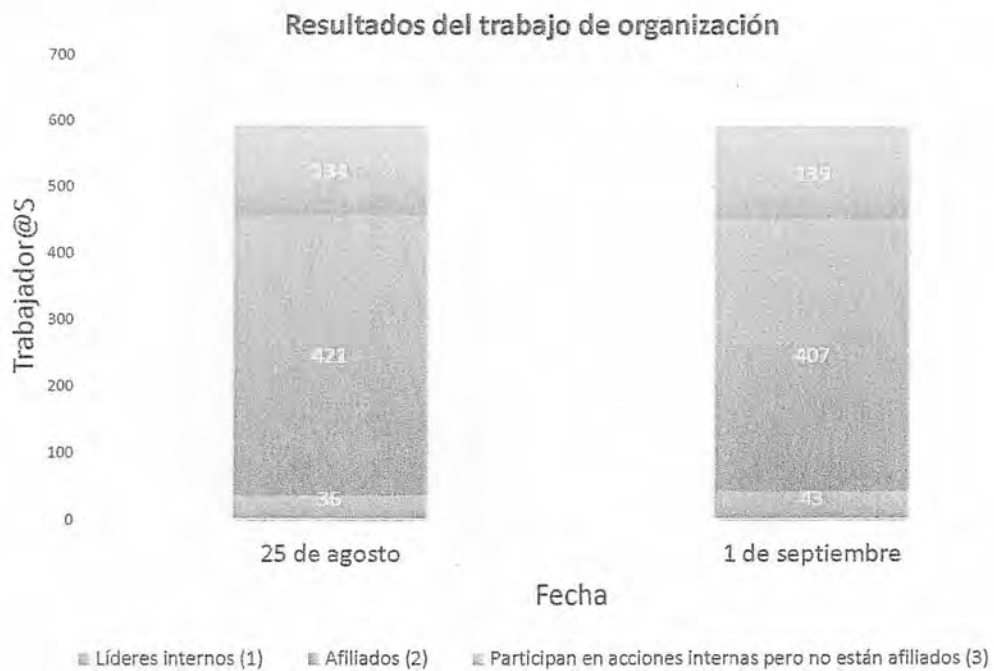 Resultados del trabajo de organización
700
600
500
400
300
200
100
0
Trabajador@S
134
421
36
139
407
43
25 de agosto
1 de septiembre
Fecha
Líderes internos (1) Afiliados (2) Participan en acciones internas pero no están afiliados (3)